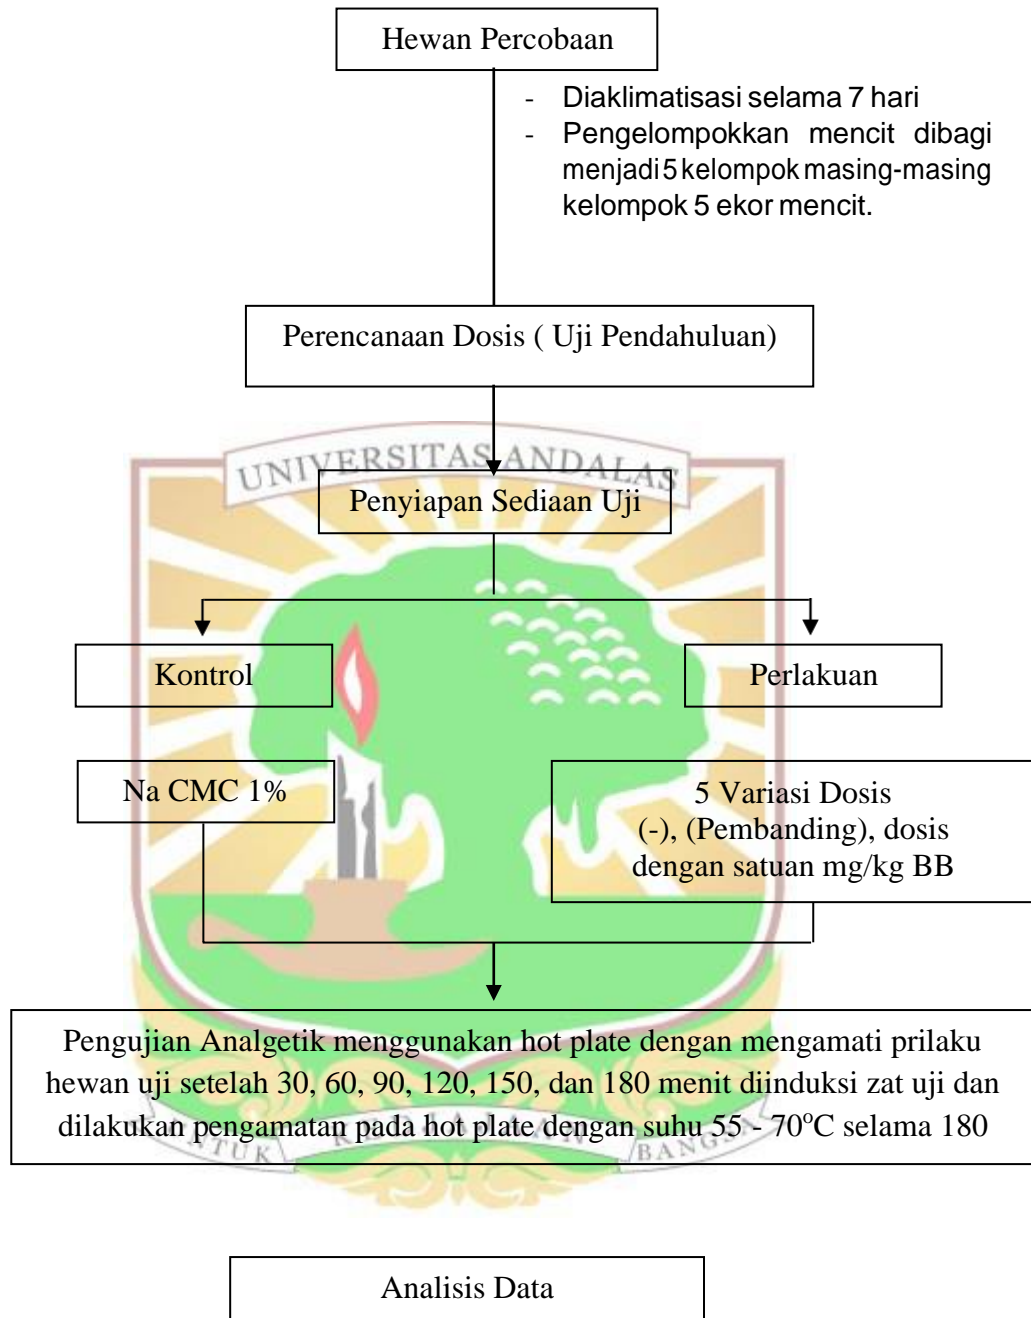 Hewan Percobaan
- Diaklimatisasi selama 7 hari
- Pengelompokkan mencit dibagi
menjadi 5 kelompok masing-masing
kelompok 5 ekor mencit.
Perencanaan Dosis ( Uji Pendahuluan)
UNIVERSITAS ANDALAS
Penyiapan Sediaan Uji
Kontrol
Perlakuan
Na CMC 1%
5 Variasi Dosis
(-), (Pembanding), dosis
dengan satuan mg/kg BB
Pengujian Analgetik menggunakan hot plate dengan mengamati prilaku
hewan uji setelah 30, 60, 90, 120, 150, dan 180 menit diinduksi zat uji dan
dilakukan pengamatan pada hot plate dengan suhu 55 - 70°C selama 180
UNTUK KEDJAJAAN BANGSA
Analisis Data